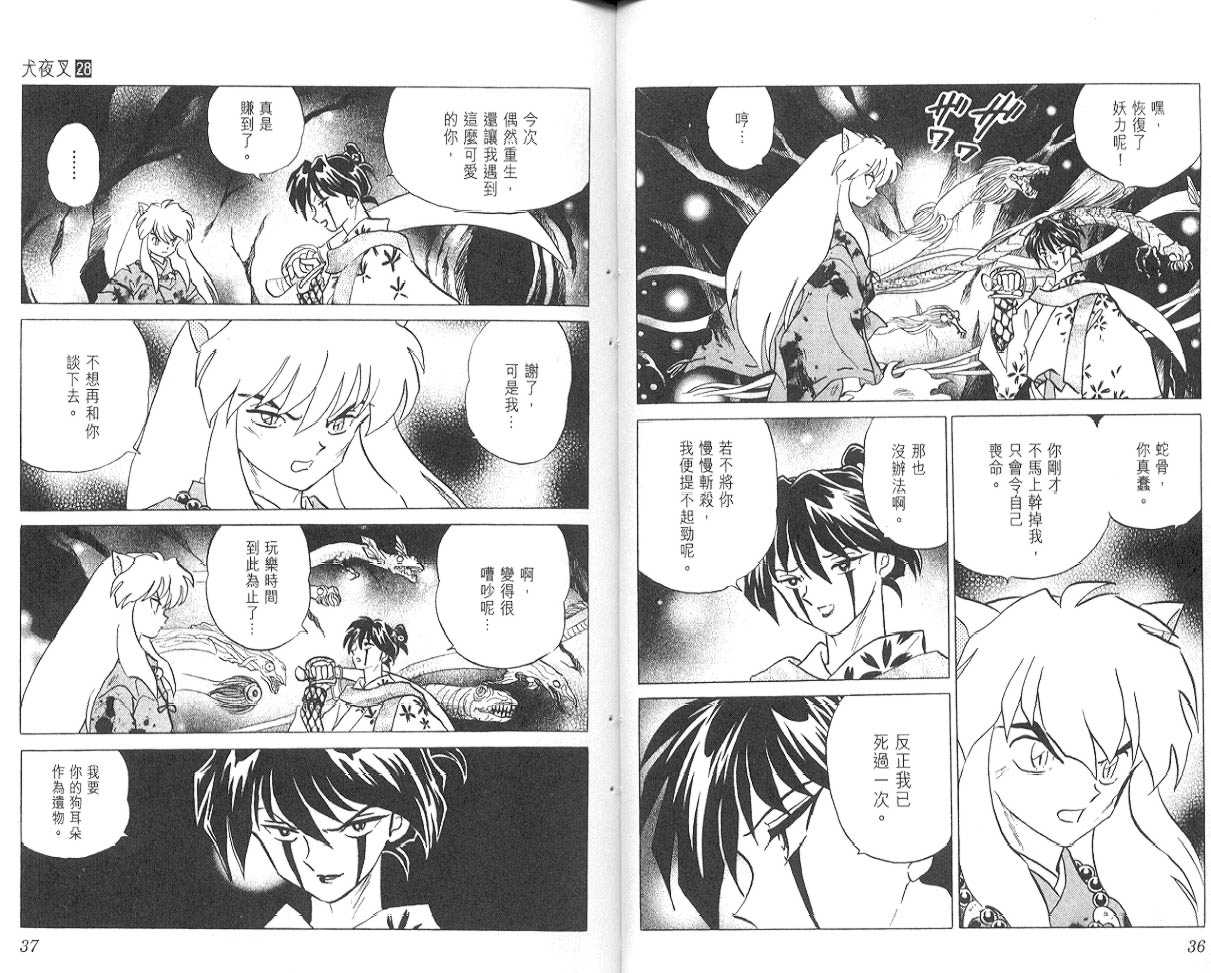 犬夜叉28
嘿，
恢復了
妖力呢！
哼…
ザザ
ワワ
蛇骨，
你真蠢。
你剛才
不馬上幹掉我，
只會令自己
喪命。
那也
沒辦法啊。
若不將你
慢慢斬殺，
我便提不起勁呢。
反正我已
死過一次。
36
今次
偶然重生，
還讓我遇到
這麼可愛
的你，
真是
賺到了。
……
謝了，
可是我…
不想再和你
談下去。
啊，
變得很
嘈吵呢…
玩樂時間
到此為止了…
我要
你的狗耳朵
作為遺物。
37